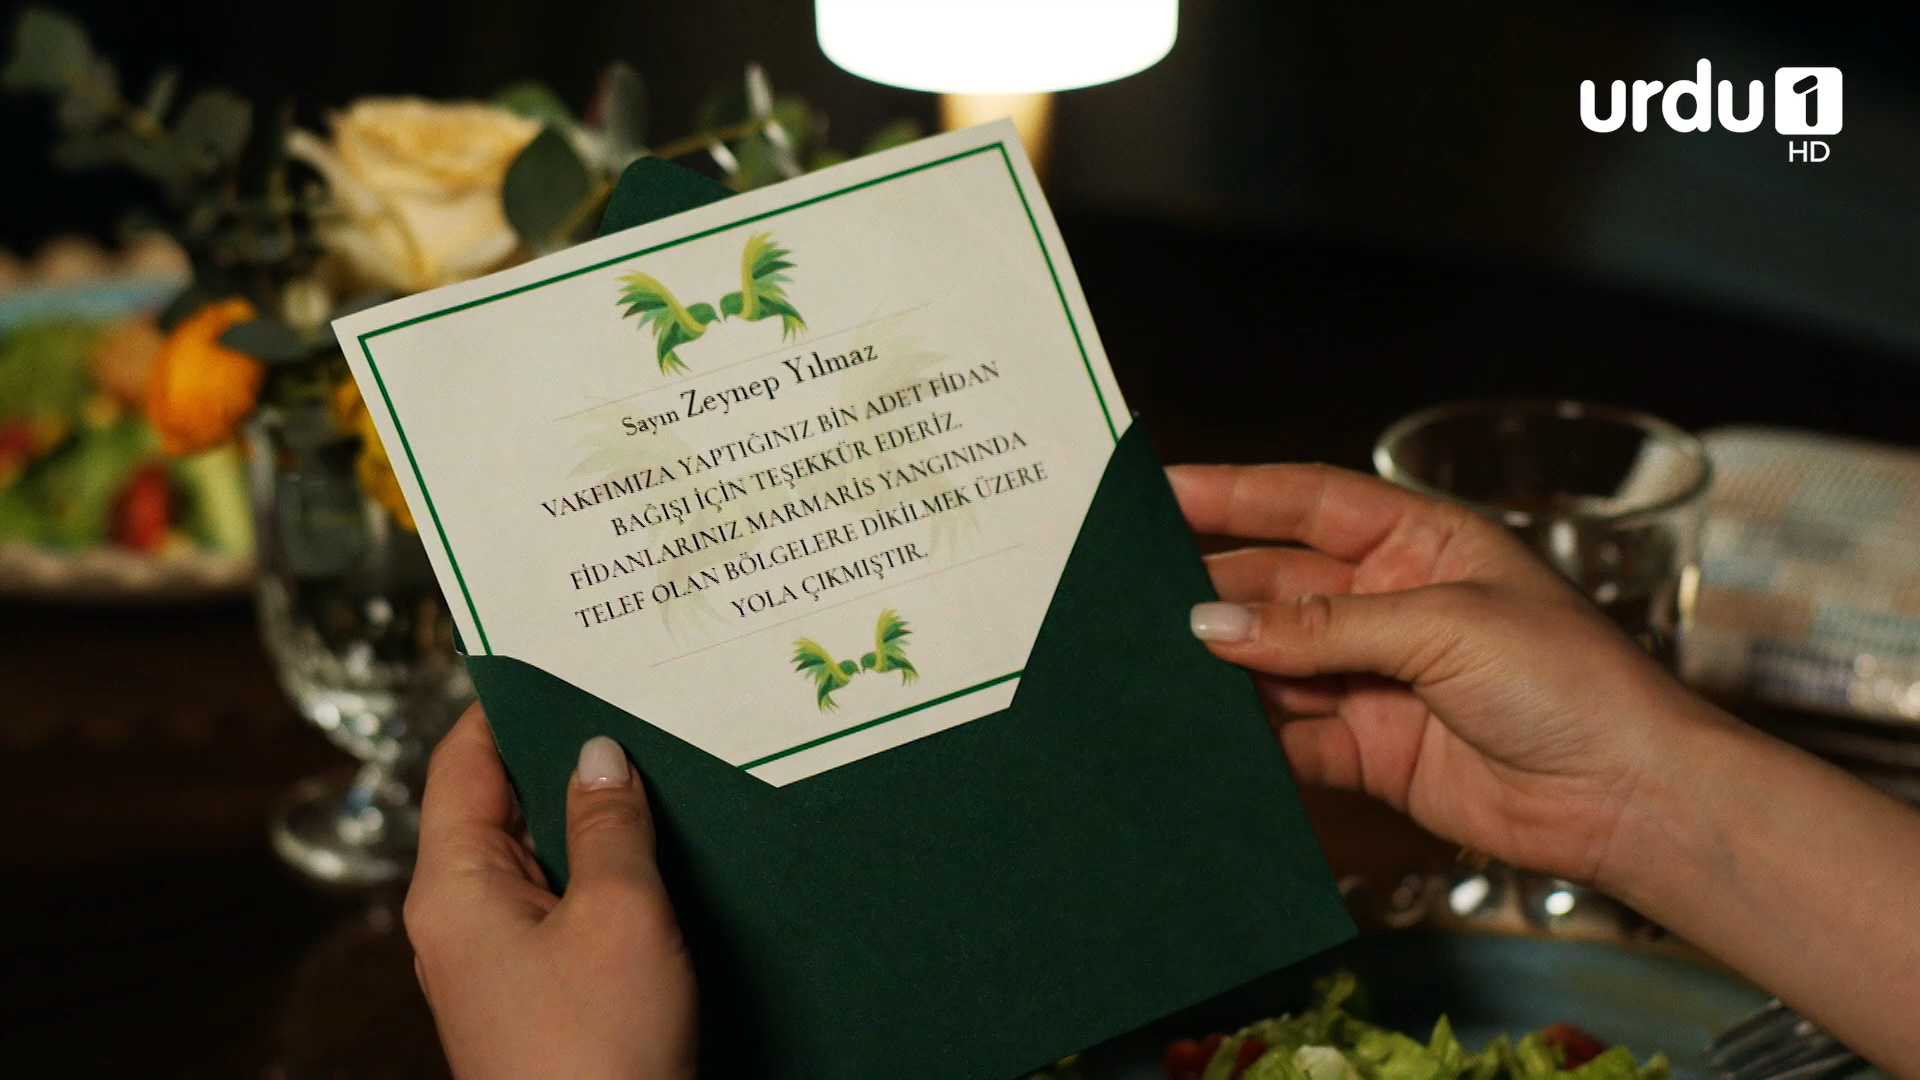 urdu 1
HD
Sayın Zeynep Yılmaz
VAKFIMIZA YAPTIĞINIZ BİN ADET FİDAN
BAĞIŞI İÇİN TEŞEKKÜR EDERİZ.
FİDANLARINIZ MARMARİS YANGININDA
TELEF OLAN BÖLGELERE DİKİLMEK ÜZERE
YOLA ÇIKMIŞTIR.